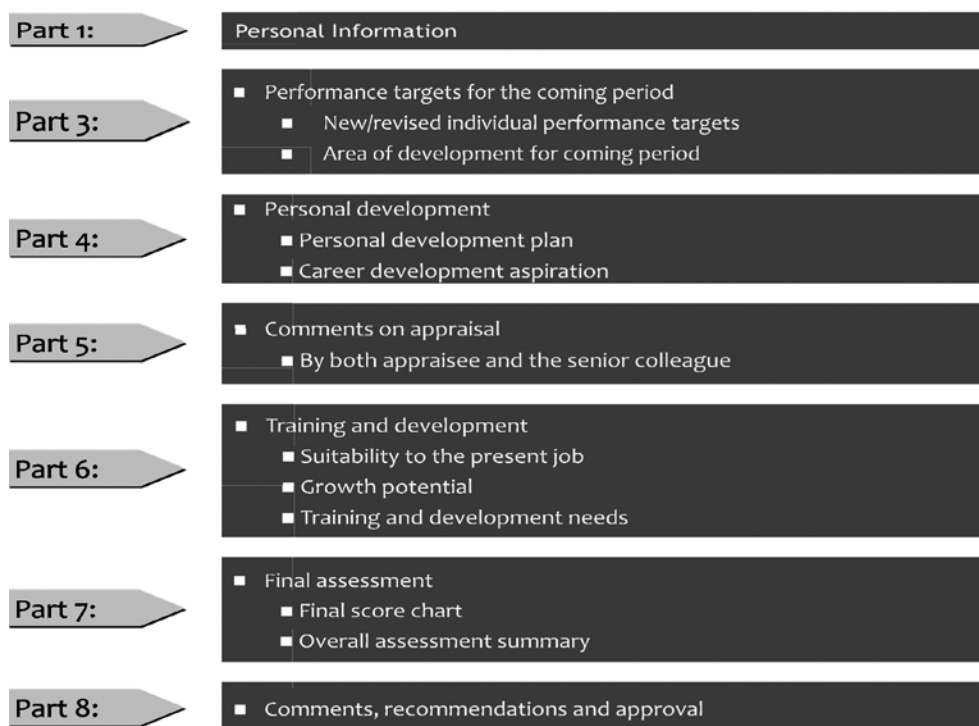 Part 1:
Personal Information
Part 3:
Performance targets for the coming period
New/revised individual performance targets
Area of development for coming period
Part 4:
Personal development
Personal development plan
Career development aspiration
Part 5:
Comments on appraisal
By both appraisee and the senior colleague
Part 6:
Training and development
Suitability to the present job
Growth potential
Training and development needs
Part 7:
Final assessment
Final score chart
Overall assessment summary
Part 8:
Comments, recommendations and approval